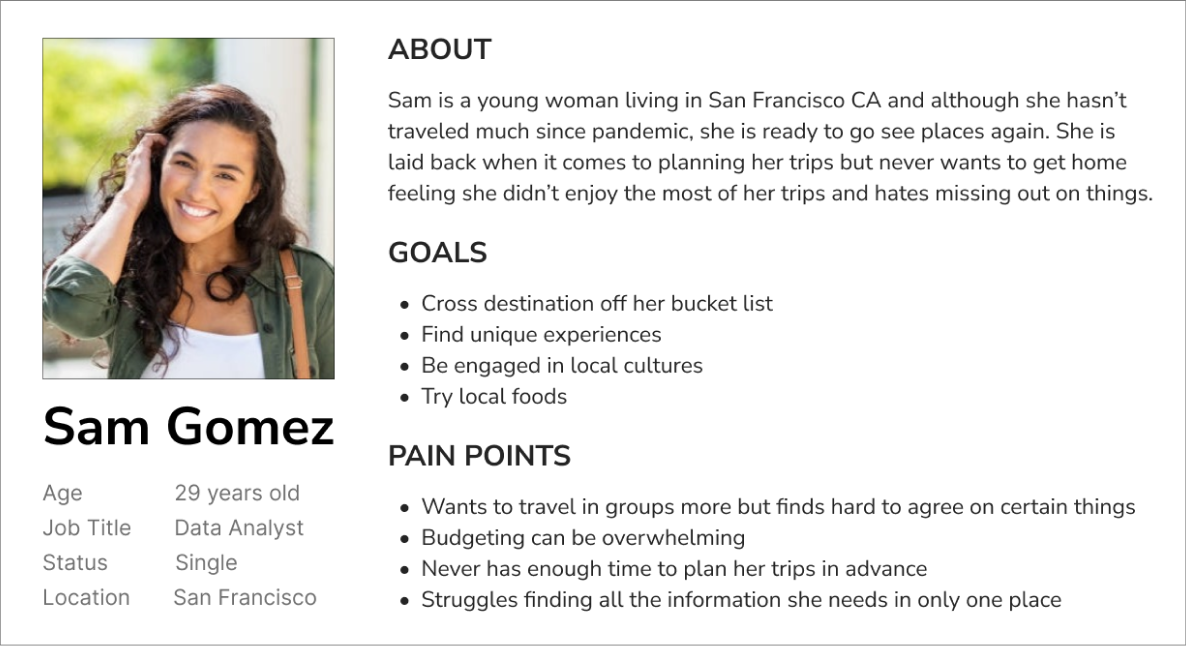 ABOUT
Sam is a young woman living in San Francisco CA and although she hasn’t
traveled much since pandemic, she is ready to go see places again. She is
laid back when it comes to planning her trips but never wants to get home
feeling she didn’t enjoy the most of her trips and hates missing out on things.
GOALS
• Cross destination off her bucket list
• Find unique experiences
• Be engaged in local cultures
• Try local foods
PAIN POINTS
• Wants to travel in groups more but finds hard to agree on certain things
• Budgeting can be overwhelming
• Never has enough time to plan her trips in advance
• Struggles finding all the information she needs in only one place
Sam Gomez
Age 29 years old
Job Title Data Analyst
Status Single
Location San Francisco